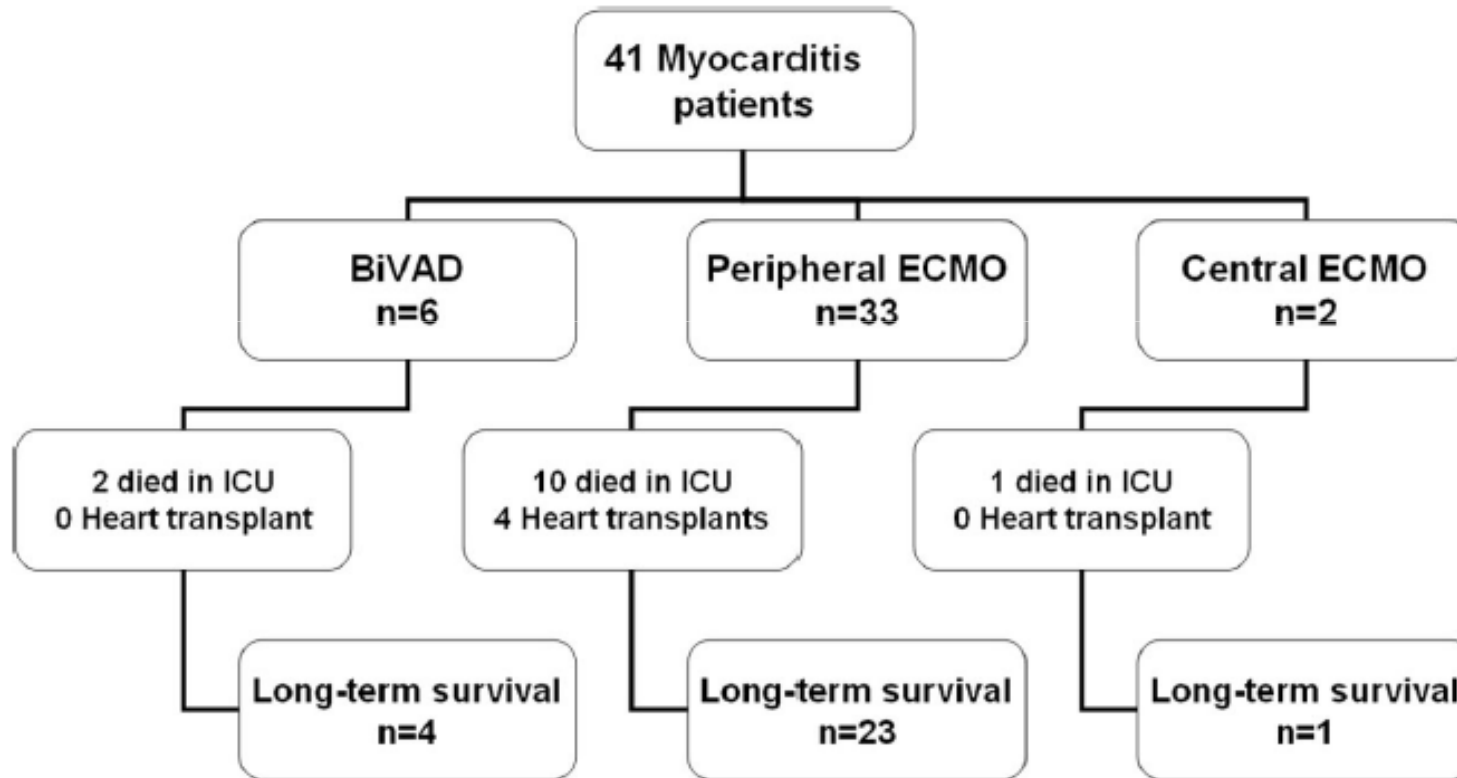 41 Myocarditis
patients
BiVAD
n=6
Peripheral ECMO
n=33
Central ECMO
n=2
2 died in ICU
0 Heart transplant
10 died in ICU
4 Heart transplants
1 died in ICU
0 Heart transplant
Long-term survival
n=4
Long-term survival
n=23
Long-term survival
n=1